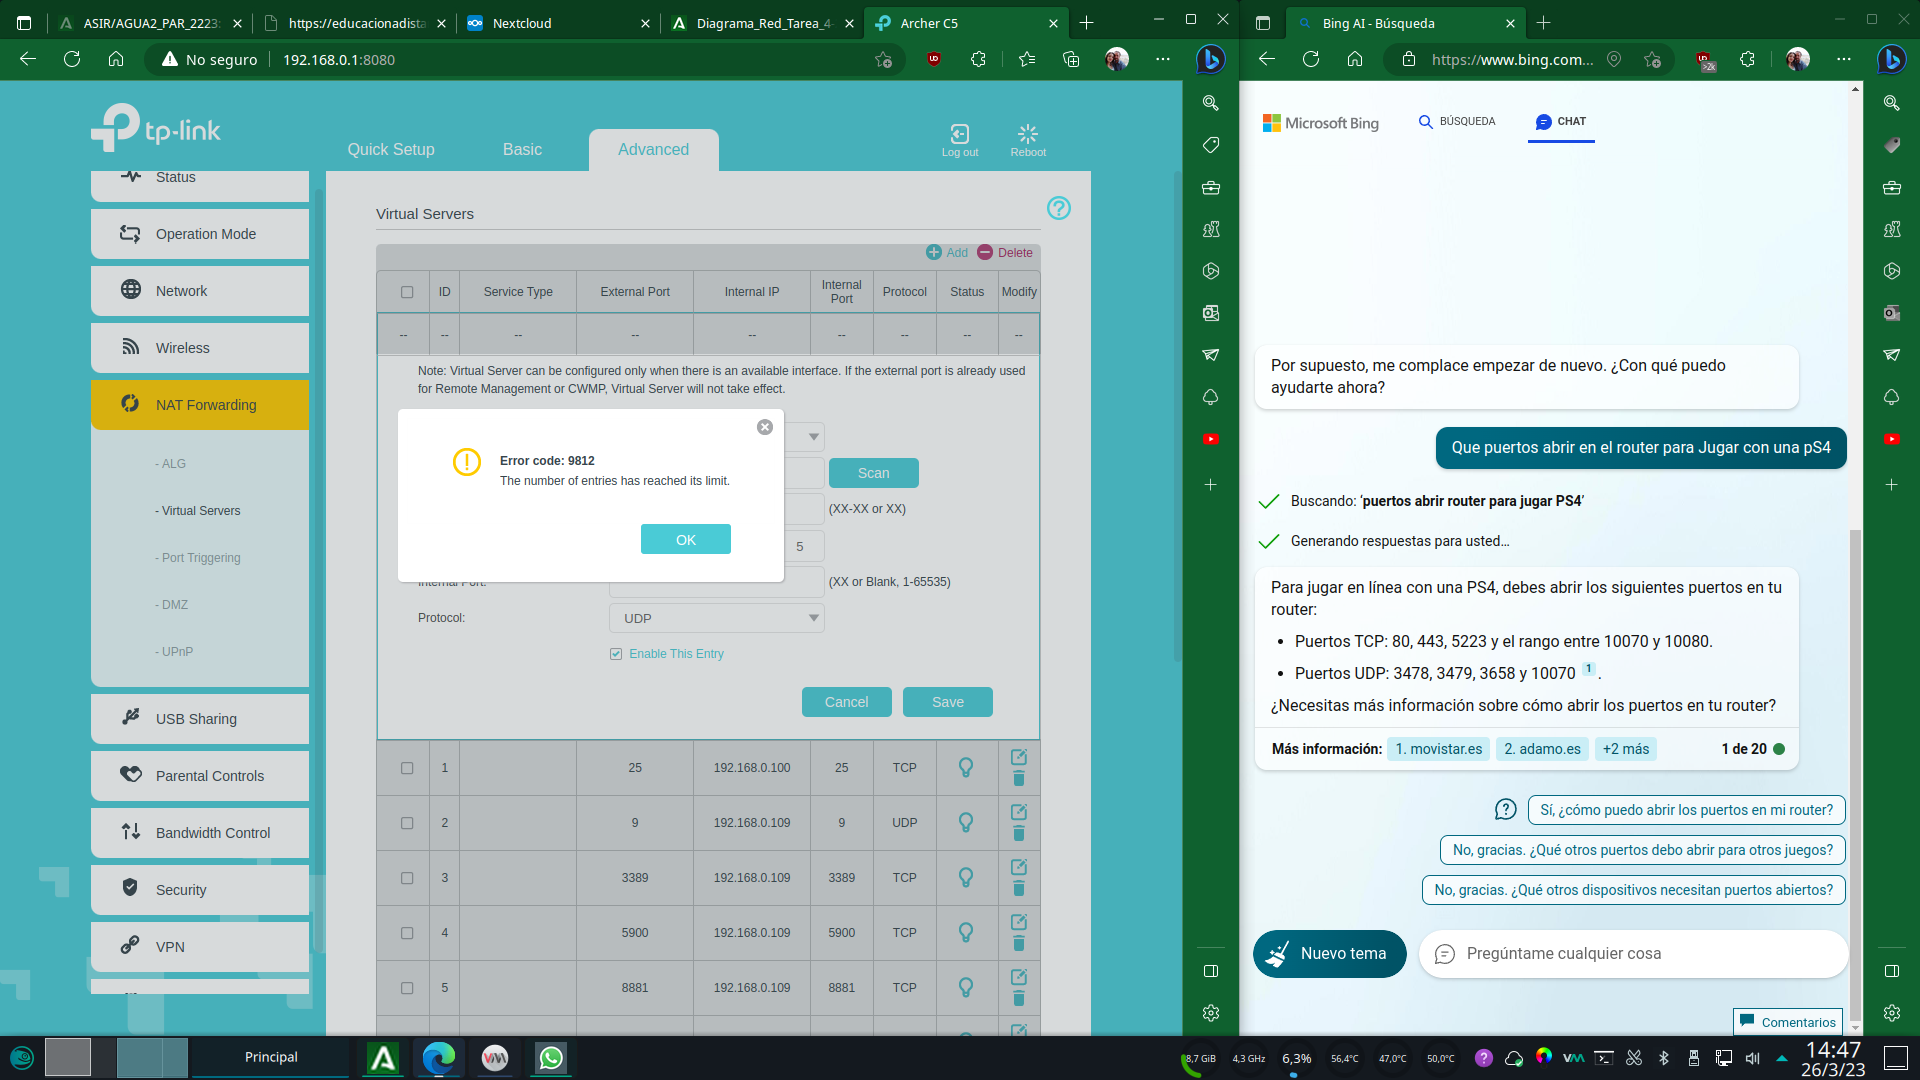 ASIR/AGUA2_PAR_2223:
https://educacionadista
Nextcloud
Diagrama_Red_Tarea_4-
Archer C5
No seguro
192.168.0.1:8080
tp-link
Quick Setup
Basic
Advanced
Log out
Reboot
Status
Operation Mode
Network
Wireless
NAT Forwarding
- ALG
- Virtual Servers
- Port Triggering
- DMZ
- UPnP
USB Sharing
Parental Controls
Bandwidth Control
Security
VPN
Virtual Servers
Add
Delete
ID Service Type External Port Internal IP Internal Port Protocol Status Modify
-- -- -- -- -- -- -- -- --
Note: Virtual Server can be configured only when there is an available interface. If the external port is already used
for Remote Management or CWMP, Virtual Server will not take effect.
Error code: 9812
The number of entries has reached its limit.
OK
Scan
(XX-XX or XX)
5
Internal Port:
(XX or Blank, 1-65535)
Protocol:
UDP
Enable This Entry
Cancel
Save
1 25 192.168.0.100 25 TCP
2 9 192.168.0.109 9 UDP
3 3389 192.168.0.109 3389 TCP
4 5900 192.168.0.109 5900 TCP
5 8881 192.168.0.109 8881 TCP
Bing AI - Búsqueda
https://www.bing.com...
>2k
Microsoft Bing
BÚSQUEDA
CHAT
Por supuesto, me complace empezar de nuevo. ¿Con qué puedo
ayudarte ahora?
Que puertos abrir en el router para Jugar con una pS4
Buscando: 'puertos abrir router para jugar PS4'
Generando respuestas para usted…
Para jugar en línea con una PS4, debes abrir los siguientes puertos en tu
router:
• Puertos TCP: 80, 443, 5223 y el rango entre 10070 y 10080.
• Puertos UDP: 3478, 3479, 3658 y 10070 1 .
¿Necesitas más información sobre cómo abrir los puertos en tu router?
Más información: 1. movistar.es 2. adamo.es +2 más 1 de 20
Sí, ¿cómo puedo abrir los puertos en mi router?
No, gracias. ¿Qué otros puertos debo abrir para otros juegos?
No, gracias. ¿Qué otros dispositivos necesitan puertos abiertos?
Nuevo tema
Pregúntame cualquier cosa
Comentarios
Principal
8,7 GiB
4,3 GHz
6,3%
56,4°C
47,0°C
50,0°C
14:47
26/3/23